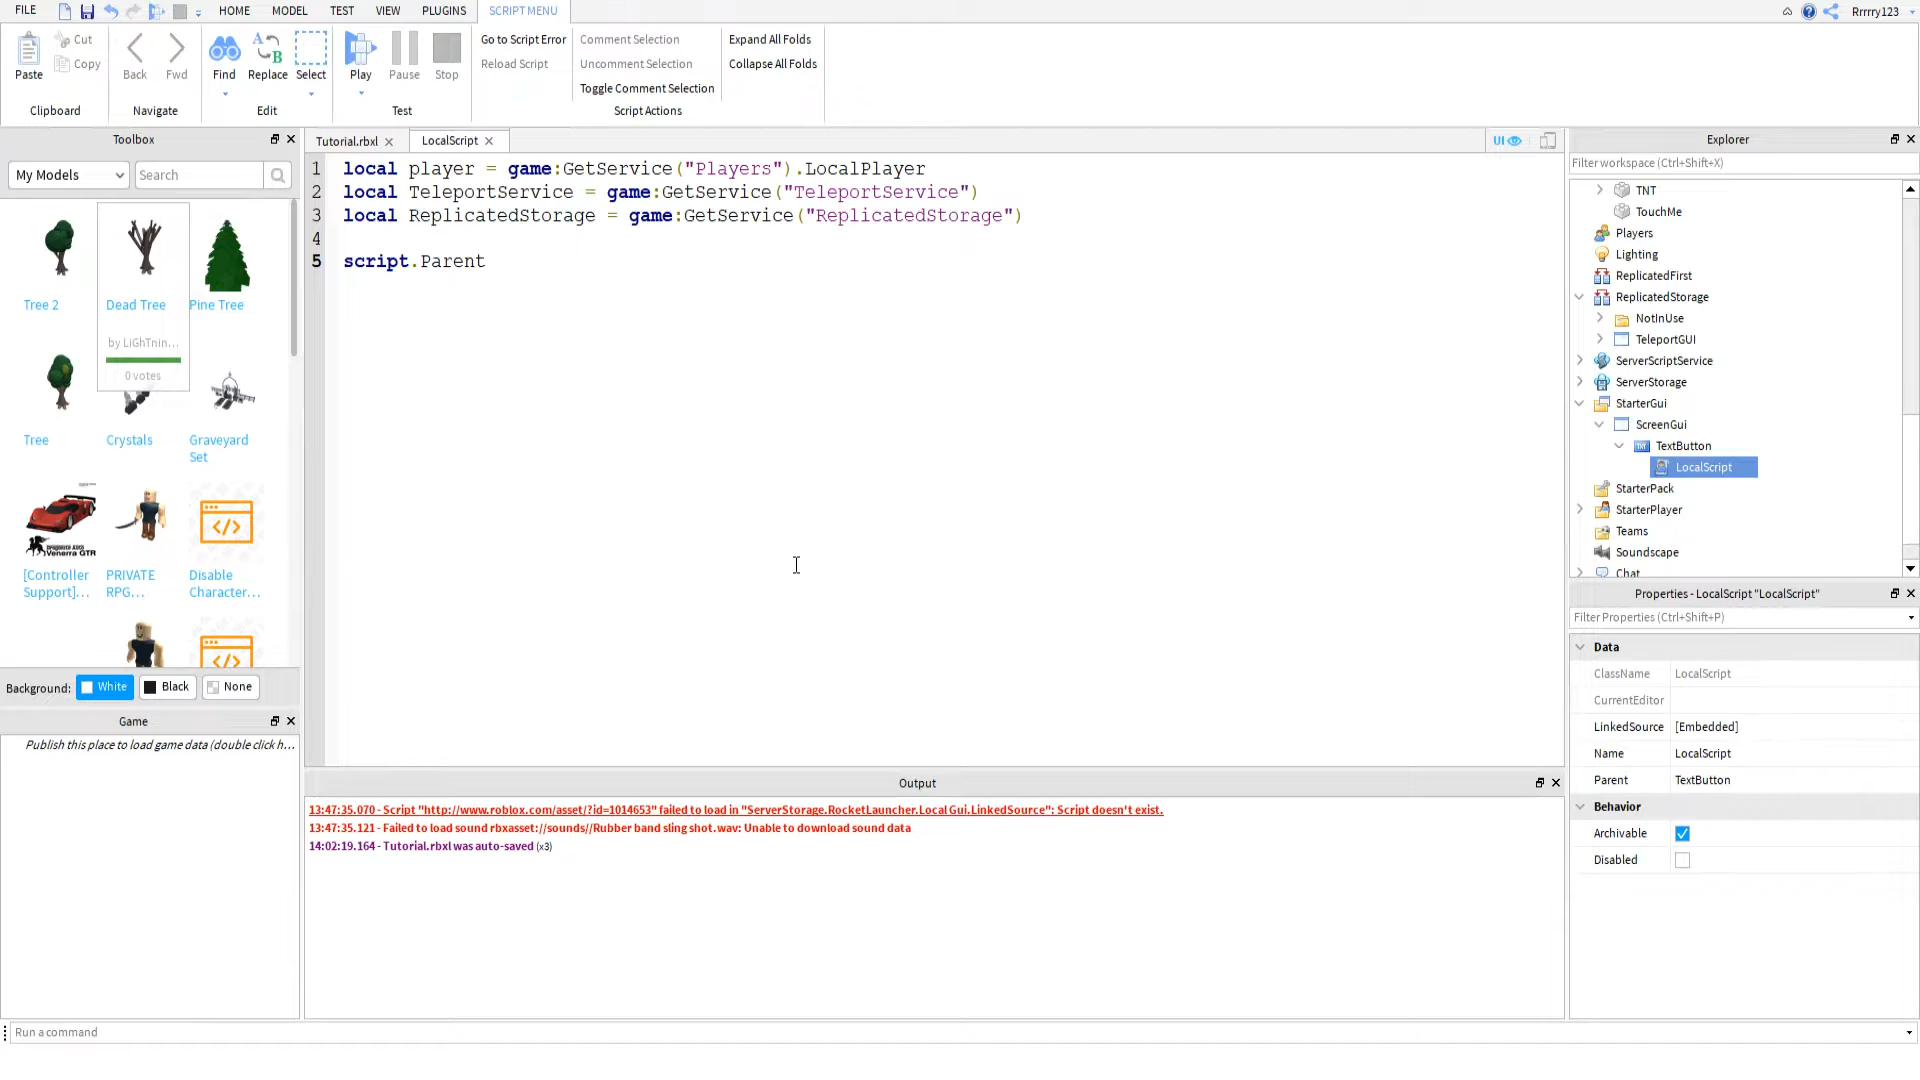 FILE HOME MODEL TEST VIEW PLUGINS SCRIPT MENU Rrrrry123
Paste Cut Copy
Clipboard
Back Fwd
Navigate
Find Replace Select
Edit
Play Pause Stop
Test
Go to Script Error
Reload Script
Comment Selection
Uncomment Selection
Toggle Comment Selection
Script Actions
Expand All Folds
Collapse All Folds
Toolbox
My Models Search
Tree 2 Dead Tree Pine Tree
by LiGhTnin...
0 votes
Tree Crystals Graveyard
Set
[Controller PRIVATE Disable
Support]... RPG... Character...
Background: White Black None
Game
Publish this place to load game data (double click h...
Tutorial.rbxl LocalScript UI
1 local player = game:GetService("Players").LocalPlayer
2 local TeleportService = game:GetService("TeleportService")
3 local ReplicatedStorage = game:GetService("ReplicatedStorage")
4
5 script.Parent
Output
13:47:35.070 - Script "http://www.roblox.com/asset/?id=1014653" failed to load in "ServerStorage.RocketLauncher.Local Gui.LinkedSource": Script doesn't exist.
13:47:35.121 - Failed to load sound rbxasset://sounds//Rubber band sling shot.wav: Unable to download sound data
14:02:19.164 - Tutorial.rbxl was auto-saved (x3)
Explorer
Filter workspace (Ctrl+Shift+X)
TNT
TouchMe
Players
Lighting
ReplicatedFirst
ReplicatedStorage
NotInUse
TeleportGUI
ServerScriptService
ServerStorage
StarterGui
ScreenGui
TextButton
LocalScript
StarterPack
StarterPlayer
Teams
Soundscape
Chat
Properties - LocalScript "LocalScript"
Filter Properties (Ctrl+Shift+P)
Data
ClassName LocalScript
CurrentEditor
LinkedSource [Embedded]
Name LocalScript
Parent TextButton
Behavior
Archivable
Disabled
Run a command